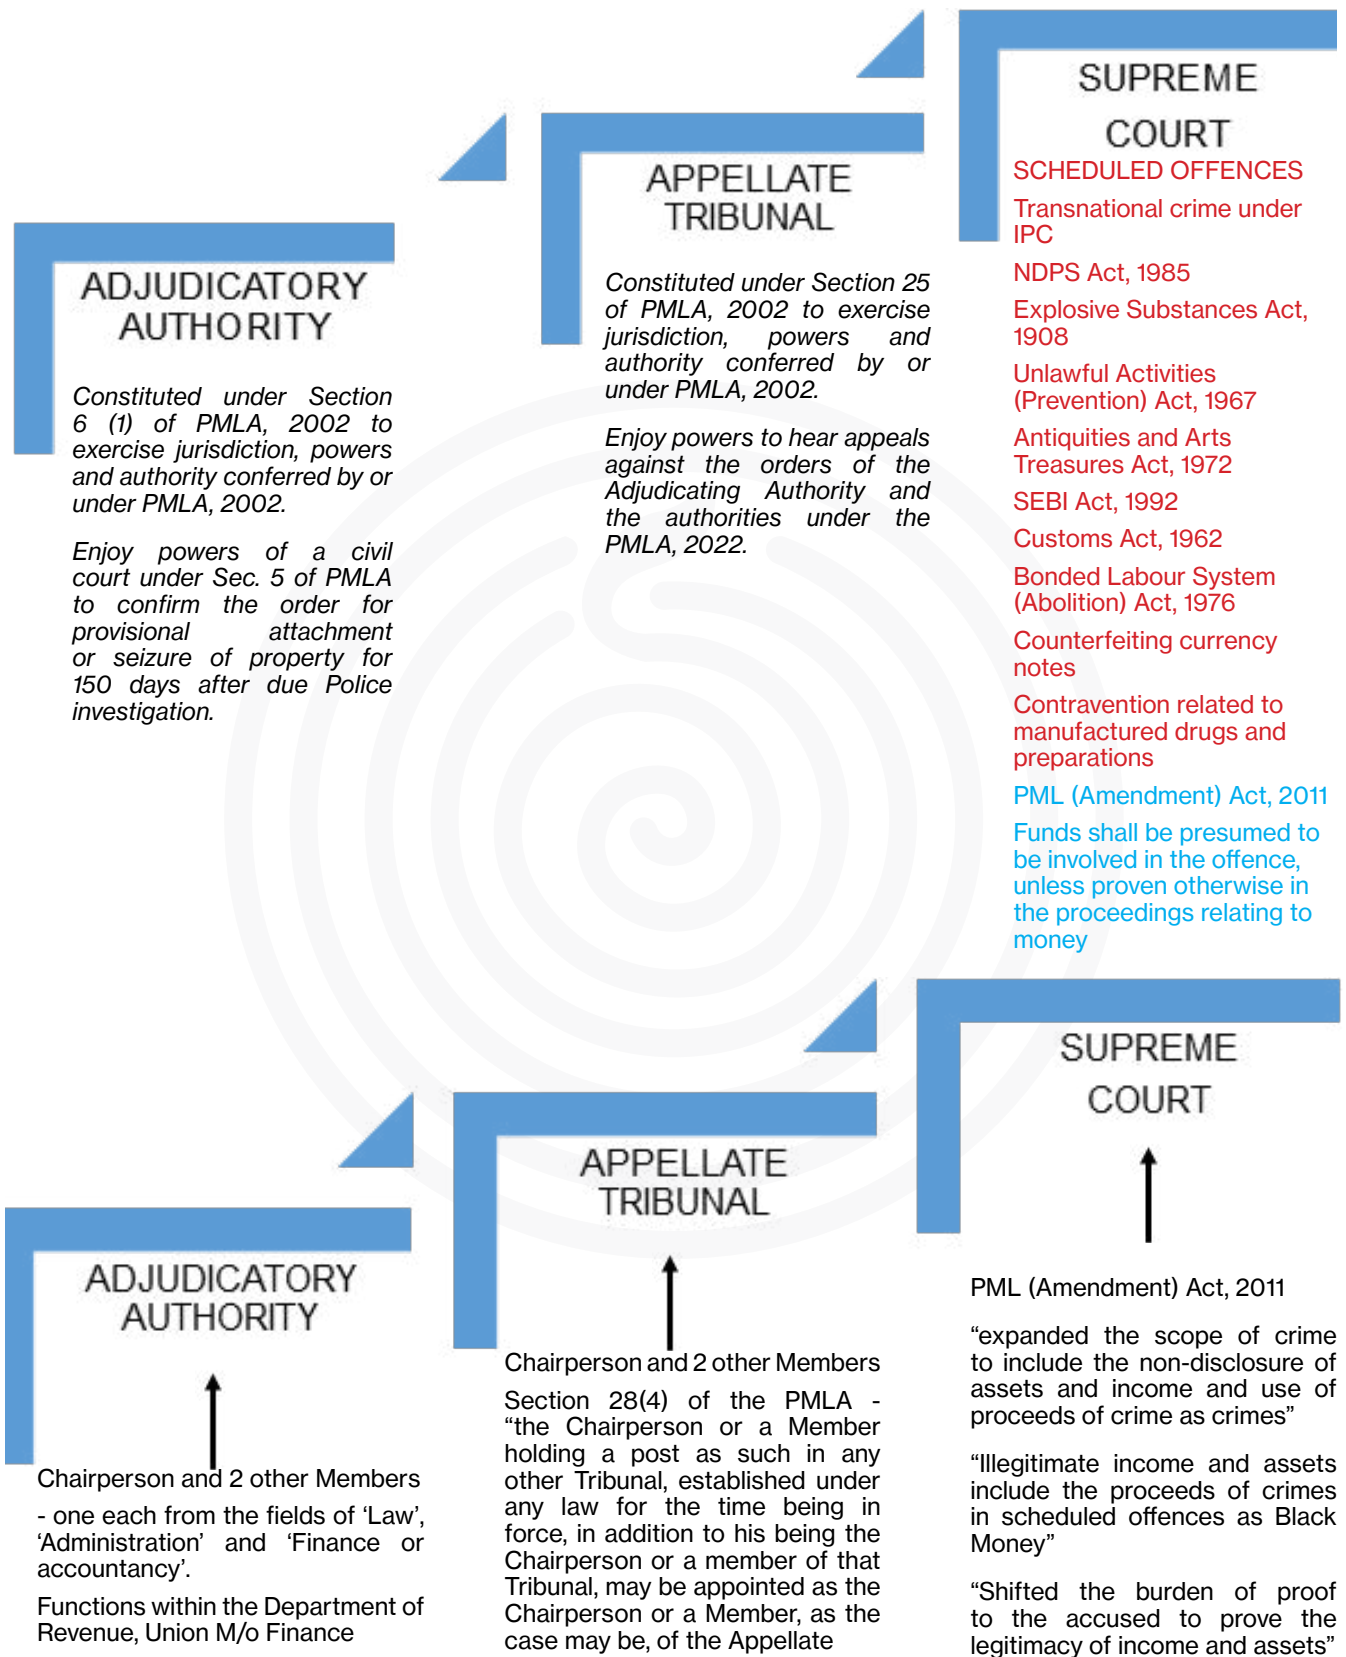 ADJUDICATORY
AUTHORITY
Constituted under Section
6 (1) of PMLA, 2002 to
exercise jurisdiction, powers
and authority conferred by or
under PMLA, 2002.
Enjoy powers of a civil
court under Sec. 5 of PMLA
to confirm the order for
provisional attachment
or seizure of property for
150 days after due Police
investigation.
APPELLATE
TRIBUNAL
Constituted under Section 25
of PMLA, 2002 to exercise
jurisdiction, powers and
authority conferred by or
under PMLA, 2002.
Enjoy powers to hear appeals
against the orders of the
Adjudicating Authority and
the authorities under the
PMLA, 2022.
SUPREME
COURT
SCHEDULED OFFENCES
Transnational crime under
IPC
NDPS Act, 1985
Explosive Substances Act,
1908
Unlawful Activities
(Prevention) Act, 1967
Antiquities and Arts
Treasures Act, 1972
SEBI Act, 1992
Customs Act, 1962
Bonded Labour System
(Abolition) Act, 1976
Counterfeiting currency
notes
Contravention related to
manufactured drugs and
preparations
PML (Amendment) Act, 2011
Funds shall be presumed to
be involved in the offence,
unless proven otherwise in
the proceedings relating to
money
ADJUDICATORY
AUTHORITY
Chairperson and 2 other Members
- one each from the fields of ‘Law’,
‘Administration’ and ‘Finance or
accountancy’.
Functions within the Department of
Revenue, Union M/o Finance
APPELLATE
TRIBUNAL
Chairperson and 2 other Members
Section 28(4) of the PMLA -
“the Chairperson or a Member
holding a post as such in any
other Tribunal, established under
any law for the time being in
force, in addition to his being the
Chairperson or a member of that
Tribunal, may be appointed as the
Chairperson or a Member, as the
case may be, of the Appellate
SUPREME
COURT
PML (Amendment) Act, 2011
“expanded the scope of crime
to include the non-disclosure of
assets and income and use of
proceeds of crime as crimes”
“Illegitimate income and assets
include the proceeds of crimes
in scheduled offences as Black
Money”
“Shifted the burden of proof
to the accused to prove the
legitimacy of income and assets”